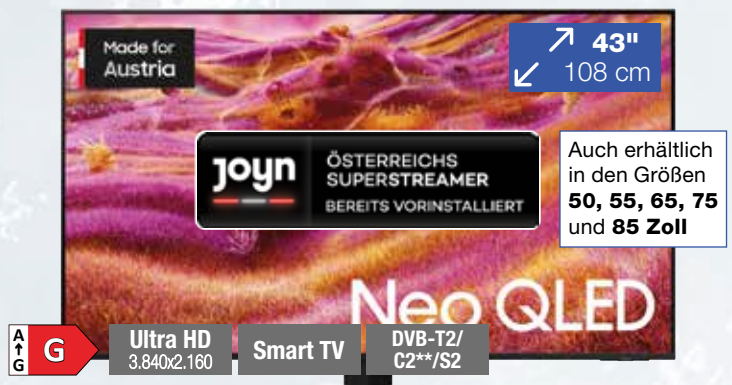 Made for
Austria
43"
108 cm
joyn
ÖSTERREICHS
SUPERSTREAMER
BEREITS VORINSTALLIERT
Auch erhältlich
in den Größen
50, 55, 65, 75
und 85 Zoll
Neo QLED
A
G
G
Ultra HD
3.840x2.160
Smart TV
DVB-T2/
C2**/S2